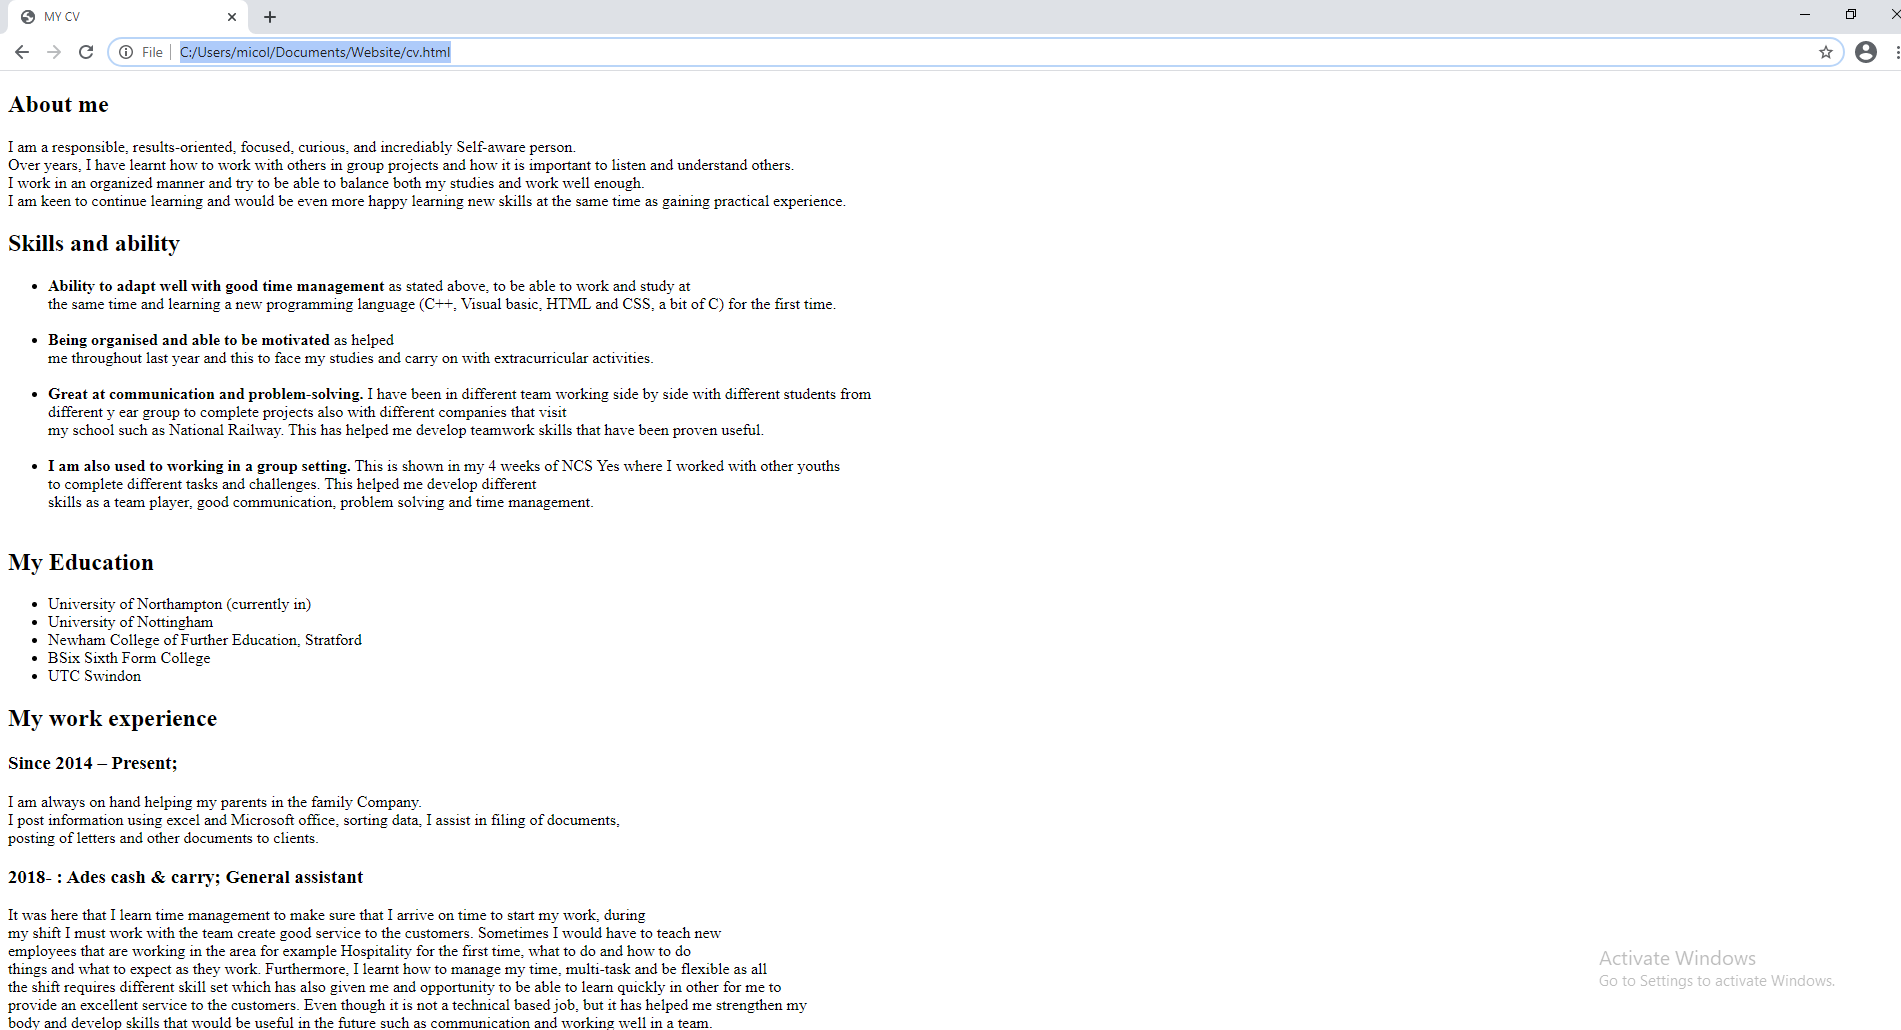 MY CV
File
C:/Users/micol/Documents/Website/cv.html
About me
I am a responsible, results-oriented, focused, curious, and incrediably Self-aware person.
Over years, I have learnt how to work with others in group projects and how it is important to listen and understand others.
I work in an organized manner and try to be able to balance both my studies and work well enough.
I am keen to continue learning and would be even more happy learning new skills at the same time as gaining practical experience.
Skills and ability
• Ability to adapt well with good time management as stated above, to be able to work and study at
the same time and learning a new programming language (C++, Visual basic, HTML and CSS, a bit of C) for the first time.
• Being organised and able to be motivated as helped
me throughout last year and this to face my studies and carry on with extracurricular activities.
• Great at communication and problem-solving. I have been in different team working side by side with different students from
different y ear group to complete projects also with different companies that visit
my school such as National Railway. This has helped me develop teamwork skills that have been proven useful.
• I am also used to working in a group setting. This is shown in my 4 weeks of NCS Yes where I worked with other youths
to complete different tasks and challenges. This helped me develop different
skills as a team player, good communication, problem solving and time management.
My Education
• University of Northampton (currently in)
• University of Nottingham
• Newham College of Further Education, Stratford
• BSix Sixth Form College
• UTC Swindon
My work experience
Since 2014 – Present;
I am always on hand helping my parents in the family Company.
I post information using excel and Microsoft office, sorting data, I assist in filing of documents,
posting of letters and other documents to clients.
2018- : Ades cash & carry; General assistant
It was here that I learn time management to make sure that I arrive on time to start my work, during
my shift I must work with the team create good service to the customers. Sometimes I would have to teach new
employees that are working in the area for example Hospitality for the first time, what to do and how to do
things and what to expect as they work. Furthermore, I learnt how to manage my time, multi-task and be flexible as all
the shift requires different skill set which has also given me and opportunity to be able to learn quickly in other for me to
provide an excellent service to the customers. Even though it is not a technical based job, but it has helped me strengthen my
body and develop skills that would be useful in the future such as communication and working well in a team.
Activate Windows
Go to Settings to activate Windows.